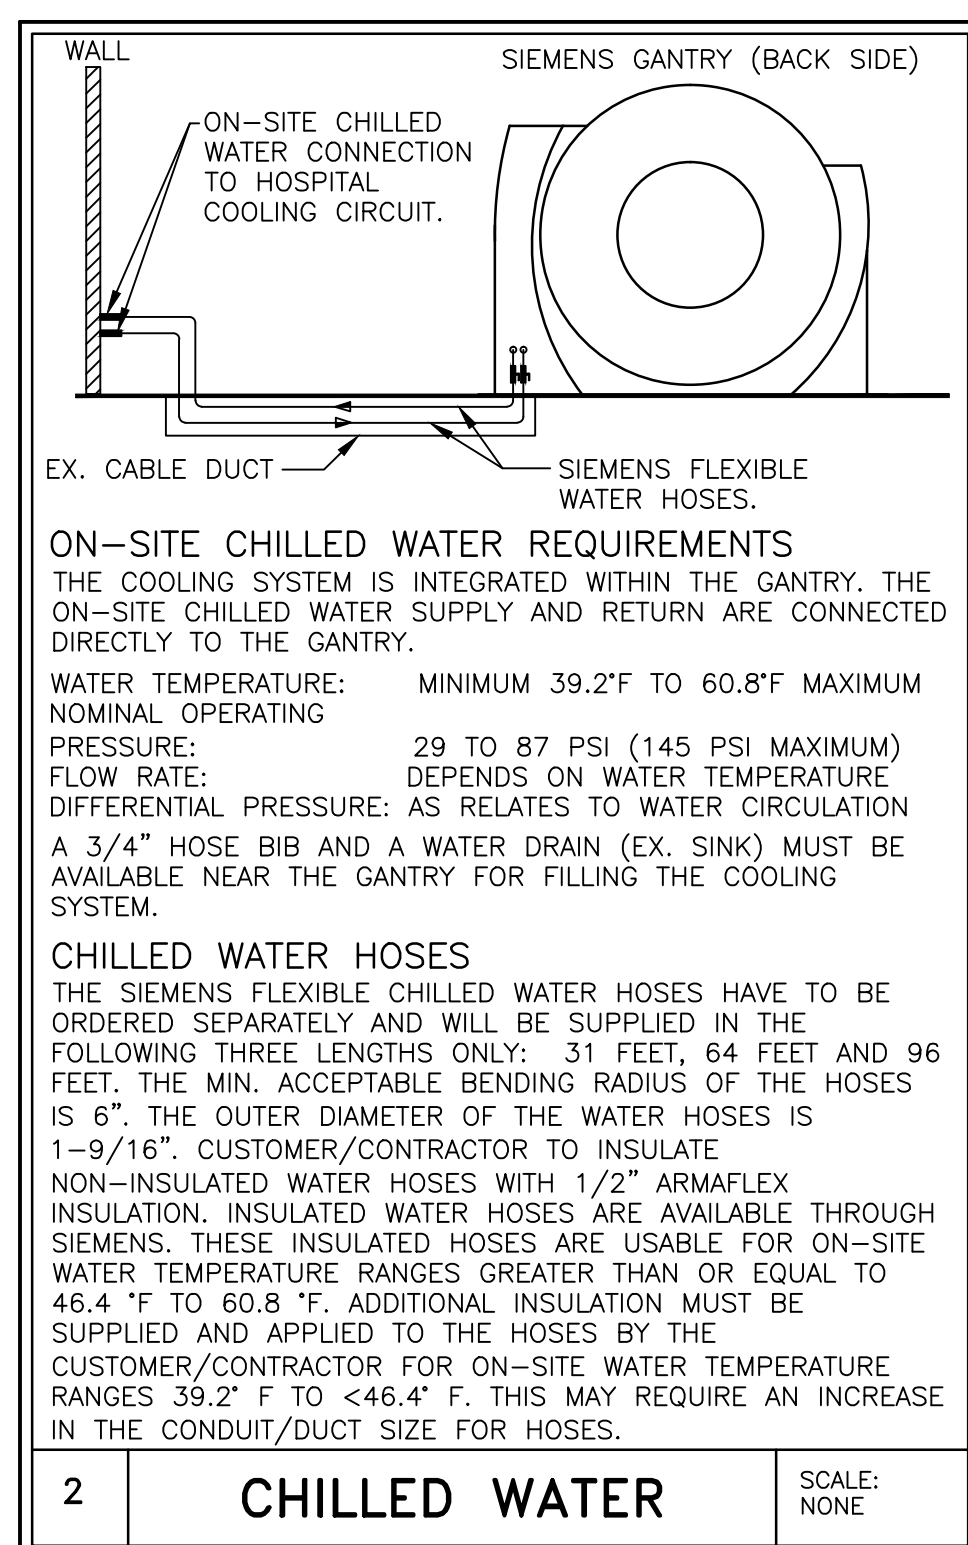 WALL
SIEMENS GANTRY (BACK SIDE)
ON-SITE CHILLED
WATER CONNECTION
TO HOSPITAL
COOLING CIRCUIT.
EX. CABLE DUCT
SIEMENS FLEXIBLE
WATER HOSES.
ON-SITE CHILLED WATER REQUIREMENTS
THE COOLING SYSTEM IS INTEGRATED WITHIN THE GANTRY. THE
ON-SITE CHILLED WATER SUPPLY AND RETURN ARE CONNECTED
DIRECTLY TO THE GANTRY.
WATER TEMPERATURE: MINIMUM 39.2°F TO 60.8°F MAXIMUM
NOMINAL OPERATING
PRESSURE: 29 TO 87 PSI (145 PSI MAXIMUM)
FLOW RATE: DEPENDS ON WATER TEMPERATURE
DIFFERENTIAL PRESSURE: AS RELATES TO WATER CIRCULATION
A 3/4" HOSE BIB AND A WATER DRAIN (EX. SINK) MUST BE
AVAILABLE NEAR THE GANTRY FOR FILLING THE COOLING
SYSTEM.
CHILLED WATER HOSES
THE SIEMENS FLEXIBLE CHILLED WATER HOSES HAVE TO BE
ORDERED SEPARATELY AND WILL BE SUPPLIED IN THE
FOLLOWING THREE LENGTHS ONLY: 31 FEET, 64 FEET AND 96
FEET. THE MIN. ACCEPTABLE BENDING RADIUS OF THE HOSES
IS 6". THE OUTER DIAMETER OF THE WATER HOSES IS
1-9/16". CUSTOMER/CONTRACTOR TO INSULATE
NON-INSULATED WATER HOSES WITH 1/2" ARMAFLEX
INSULATION. INSULATED WATER HOSES ARE AVAILABLE THROUGH
SIEMENS. THESE INSULATED HOSES ARE USABLE FOR ON-SITE
WATER TEMPERATURE RANGES GREATER THAN OR EQUAL TO
46.4 °F TO 60.8 °F. ADDITIONAL INSULATION MUST BE
SUPPLIED AND APPLIED TO THE HOSES BY THE
CUSTOMER/CONTRACTOR FOR ON-SITE WATER TEMPERATURE
RANGES 39.2° F TO <46.4° F. THIS MAY REQUIRE AN INCREASE
IN THE CONDUIT/DUCT SIZE FOR HOSES.
2
CHILLED WATER
SCALE:
NONE